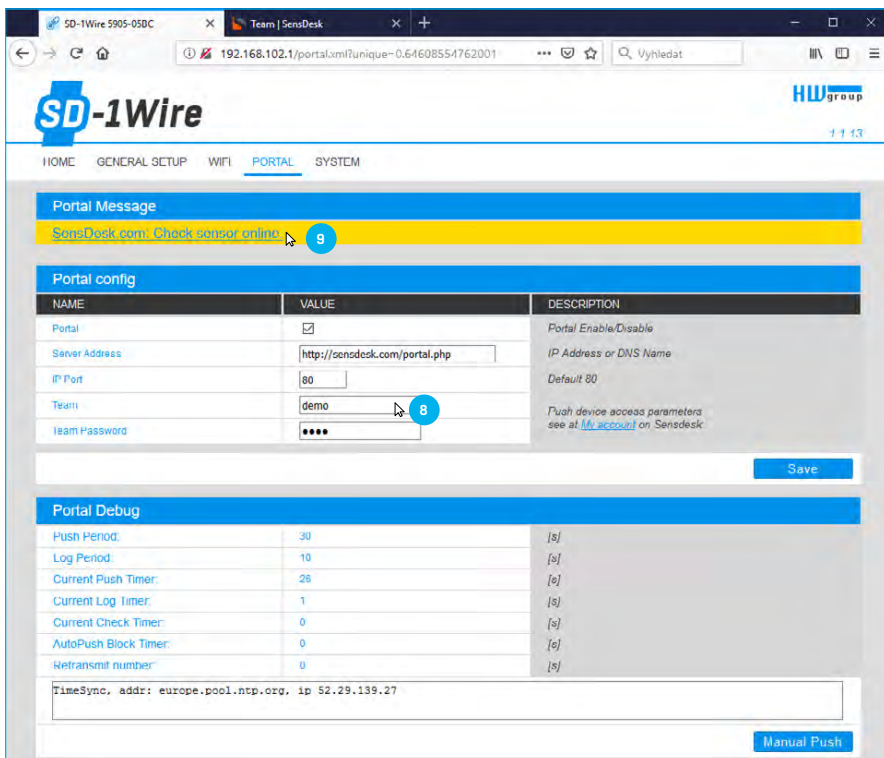 SD-1Wire 5905-05BC
Team | SensDesk
192.168.102.1/portal.xml?unique=0.64608554762001
Vyhledat
SD-1Wire
HWgroup
1.1.13
HOME GENERAL SETUP WIFI PORTAL SYSTEM
Portal Message
SensDesk.com: Check sensor online.
9
Portal config
NAME VALUE DESCRIPTION
Portal Portal Enable/Disable
Server Address http://sensdesk.com/portal.php IP Address or DNS Name
IP Port 80 Default 80
Team demo
8
Push device access parameters
see at My account on Sensdesk
Team Password ••••
Save
Portal Debug
Push Period: 30 [s]
Log Period: 10 [s]
Current Push Timer: 26 [s]
Current Log Timer: 1 [s]
Current Check Timer: 0 [s]
AutoPush Block Timer: 0 [s]
Retransmit number: 0 [s]
TimeSync, addr: europe.pool.ntp.org, ip 52.29.139.27
Manual Push